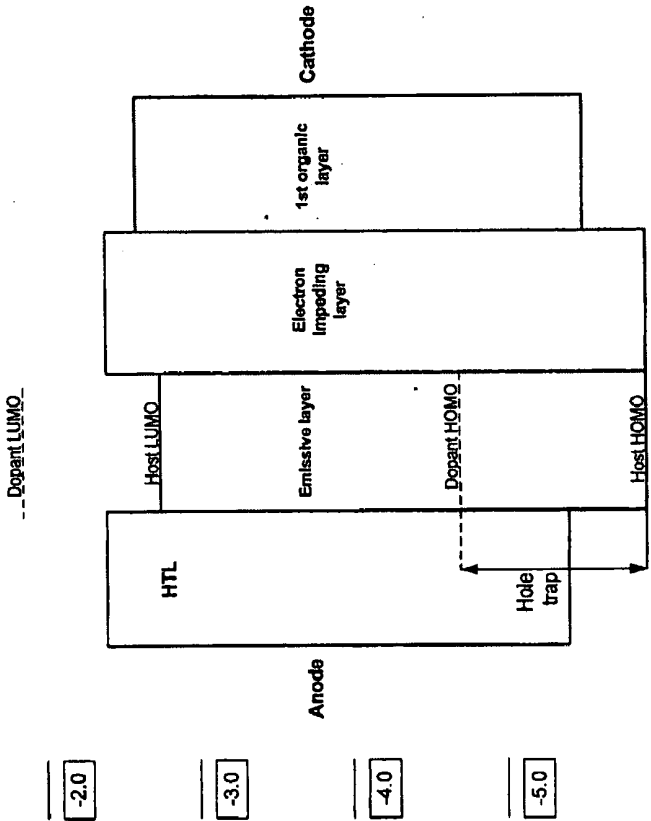 Dopant LUMO
Host LUMO
HTL
Emissive layer
Electron
Impeding
layer
1st organic
layer
Dopant HOMO
Host HOMO
Hole
trap
Anode
Cathode
-2.0
-3.0
-4.0
-5.0